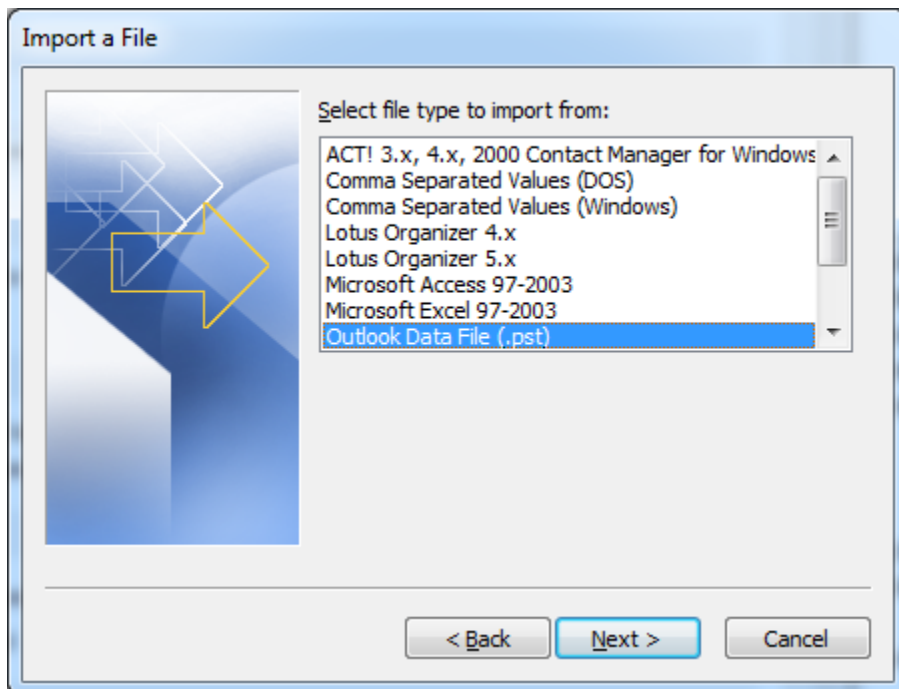 Import a File
Select file type to import from:
ACT! 3.x, 4.x, 2000 Contact Manager for Windows
Comma Separated Values (DOS)
Comma Separated Values (Windows)
Lotus Organizer 4.x
Lotus Organizer 5.x
Microsoft Access 97-2003
Microsoft Excel 97-2003
Outlook Data File (.pst)
< Back
Next >
Cancel